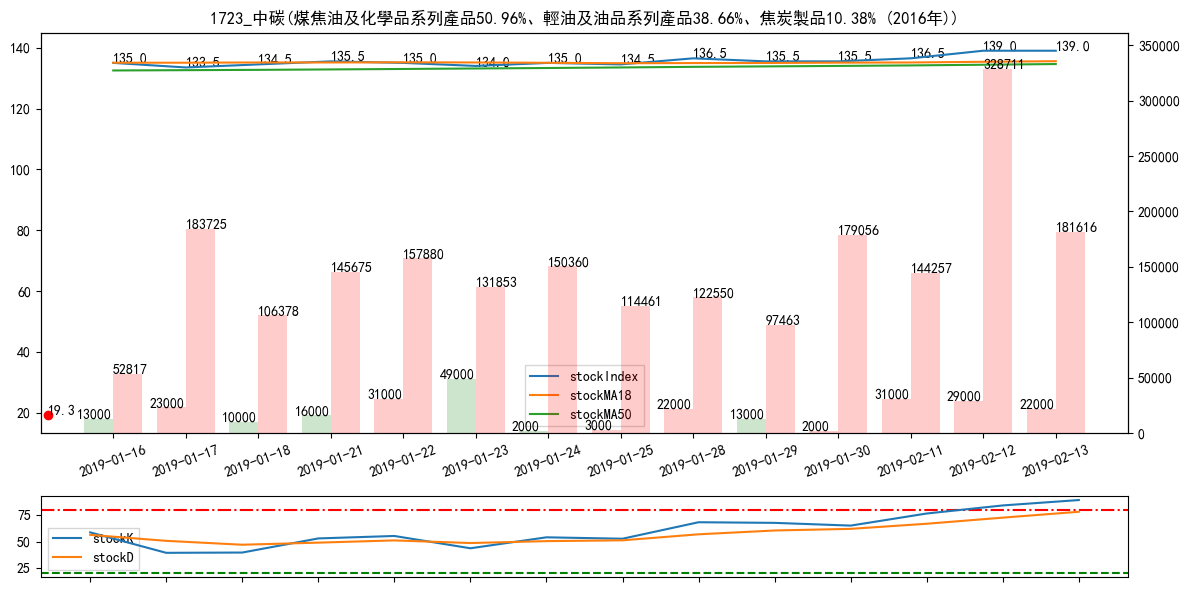 1723_中碳(煤焦油及化學品系列產品50.96%、輕油及油品系列產品38.66%、焦炭製品10.38% (2016年))
140
120
100
80
60
40
20
350000
300000
250000
200000
150000
100000
50000
0
135.0 133.5 134.5 135.5 135.0 134.0 135.0 134.5 136.5 135.5 135.5 136.5 139.0 139.0
52817 183725 106378 145675 157880 131853 150360 114461 122550 97463 179056 144257 328711 181616
19.3
13000 23000 10000 16000 31000 49000 2000 3000 22000 13000 2000 31000 29000 22000
stockIndex
stockMA18
stockMA50
2019-01-16 2019-01-17 2019-01-18 2019-01-21 2019-01-22 2019-01-23 2019-01-24 2019-01-25 2019-01-28 2019-01-29 2019-01-30 2019-02-11 2019-02-12 2019-02-13
75
50
25
stockK
stockD